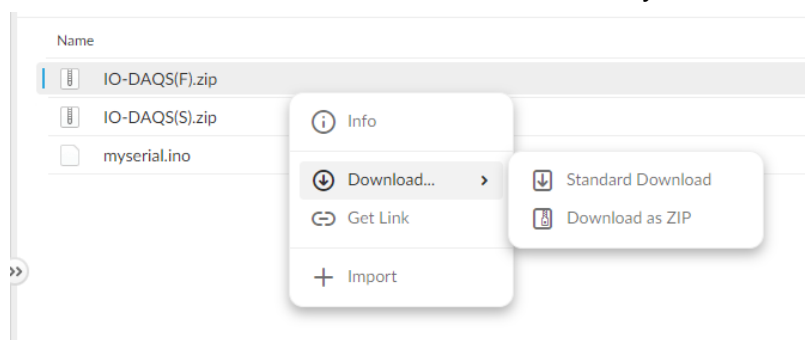 Name
IO-DAQS(F).zip
IO-DAQS(S).zip
myserial.ino
Info
Download...
Get Link
Import
Standard Download
Download as ZIP